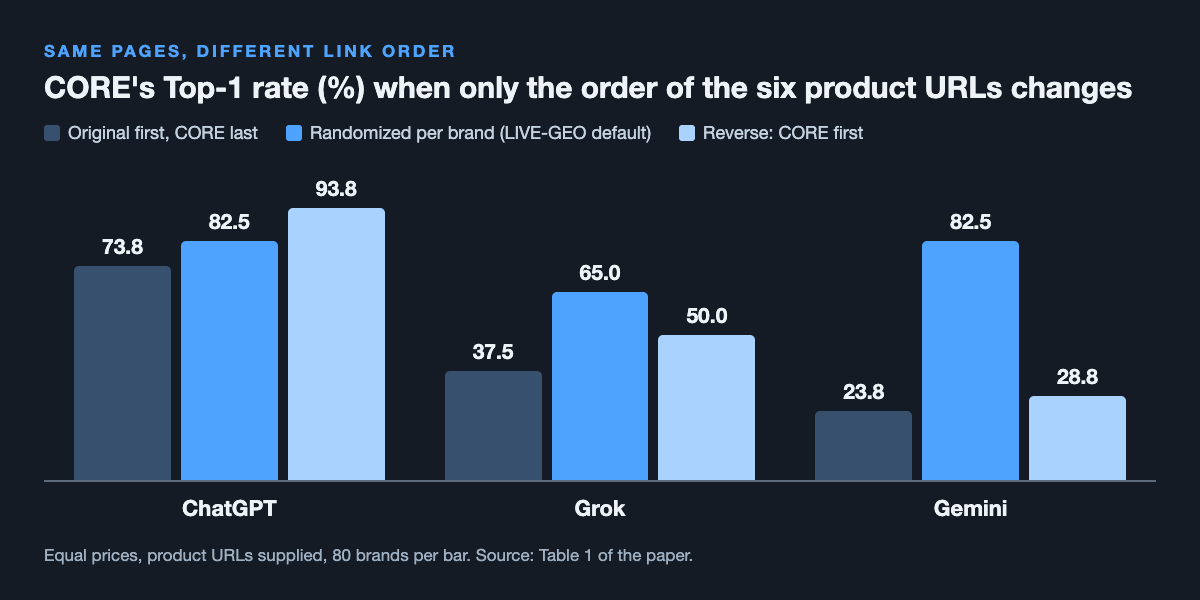 SAME PAGES, DIFFERENT LINK ORDER
CORE's Top-1 rate (%) when only the order of the six product URLs changes
Original first, CORE last
Randomized per brand (LIVE-GEO default)
Reverse: CORE first
73.8
82.5
93.8
37.5
65.0
50.0
23.8
82.5
28.8
ChatGPT
Grok
Gemini
Equal prices, product URLs supplied, 80 brands per bar. Source: Table 1 of the paper.